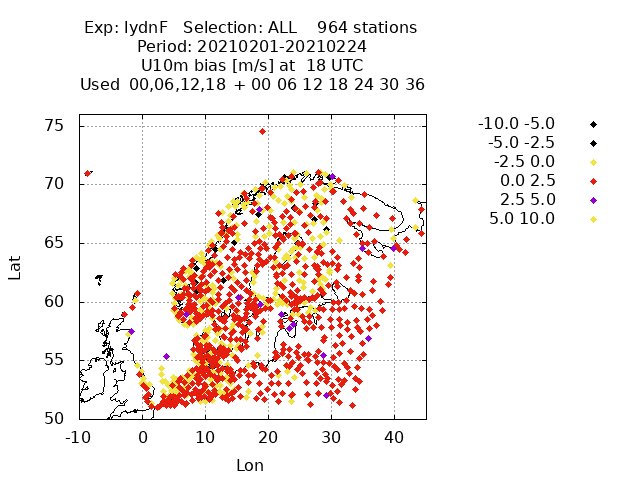 Exp: IydnF   Selection: ALL    964 stations
Period: 20210201-20210224
U10m bias [m/s] at  18 UTC
Used  00,06,12,18  + 00 06 12 18 24 30 36
-10.0 -5.0
-5.0 -2.5
-2.5 0.0
0.0 2.5
2.5 5.0
5.0 10.0
75
70
65
60
55
50
Lat
-10 0 10 20 30 40
Lon